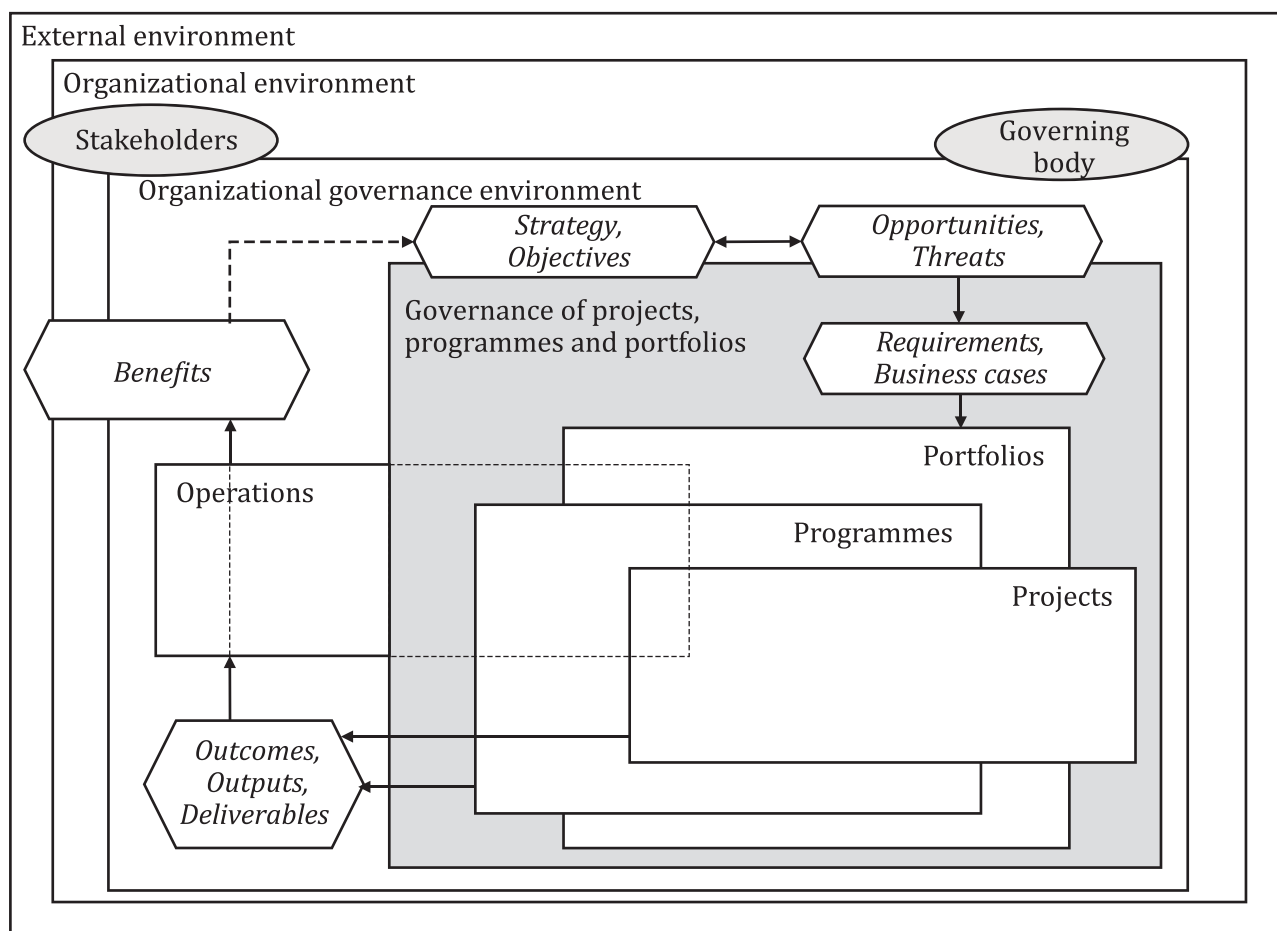 External environment
Organizational environment
Stakeholders
Governing
body
Organizational governance environment
Strategy,
Objectives
Opportunities,
Threats
Governance of projects,
programmes and portfolios
Requirements,
Business cases
Benefits
Portfolios
Operations
Programmes
Projects
Outcomes,
Outputs,
Deliverables